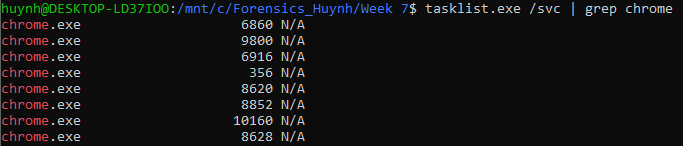 huynh@DESKTOP-LD37IOO:/mnt/c/Forensics_Huynh/Week 7$ tasklist.exe /svc | grep chrome
chrome.exe 6860 N/A
chrome.exe 9800 N/A
chrome.exe 6916 N/A
chrome.exe 356 N/A
chrome.exe 8620 N/A
chrome.exe 8852 N/A
chrome.exe 10160 N/A
chrome.exe 8628 N/A